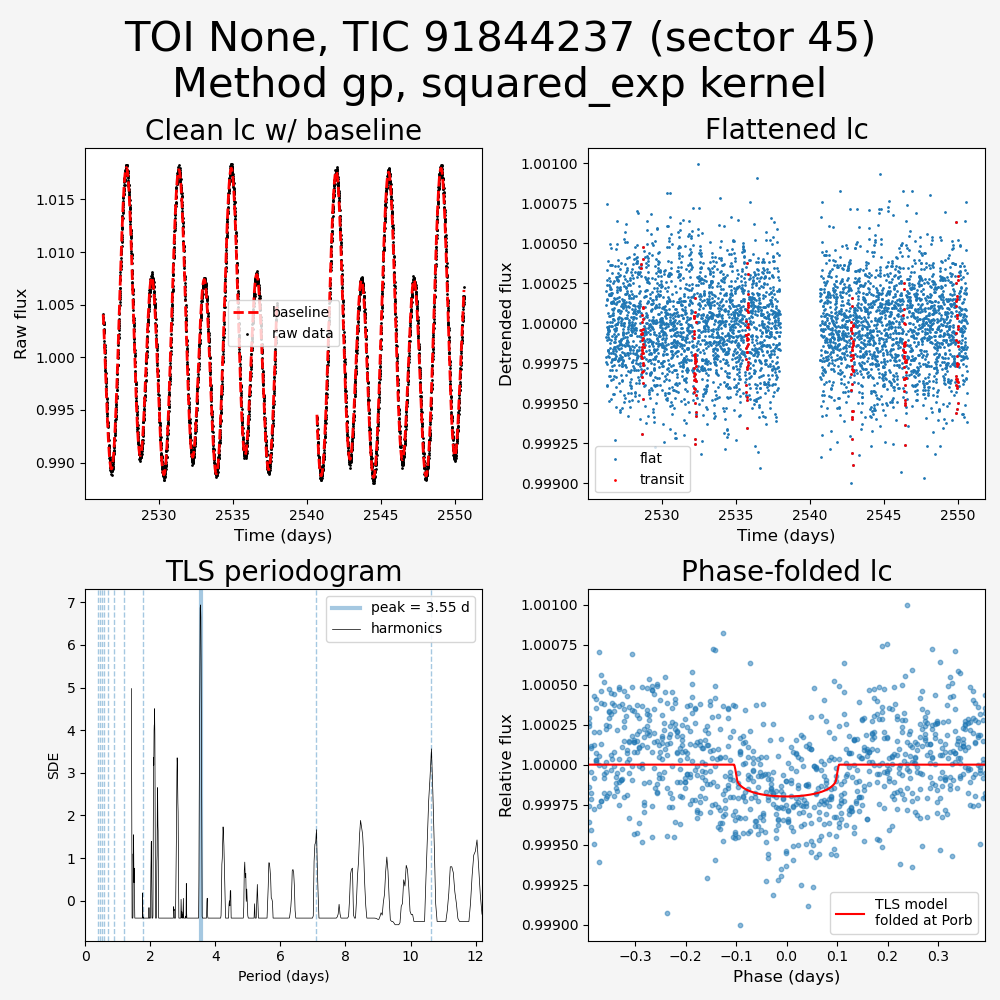 TOI None, TIC 91844237 (sector 45)
Method gp, squared_exp kernel
Clean lc w/ baseline
Raw flux
1.015
1.010
1.005
1.000
0.995
0.990
baseline
raw data
2530
2535
2540
2545
2550
Time (days)
Flattened lc
Detrended flux
1.00100
1.00075
1.00050
1.00025
1.00000
0.99975
0.99950
0.99925
0.99900
flat
transit
2530
2535
2540
2545
2550
Time (days)
TLS periodogram
SDE
7
6
5
4
3
2
1
0
peak = 3.55 d
harmonics
0
2
4
6
8
10
12
Period (days)
Phase-folded lc
Relative flux
1.00100
1.00075
1.00050
1.00025
1.00000
0.99975
0.99950
0.99925
0.99900
TLS model
folded at Porb
−0.3
−0.2
−0.1
0.0
0.1
0.2
0.3
Phase (days)